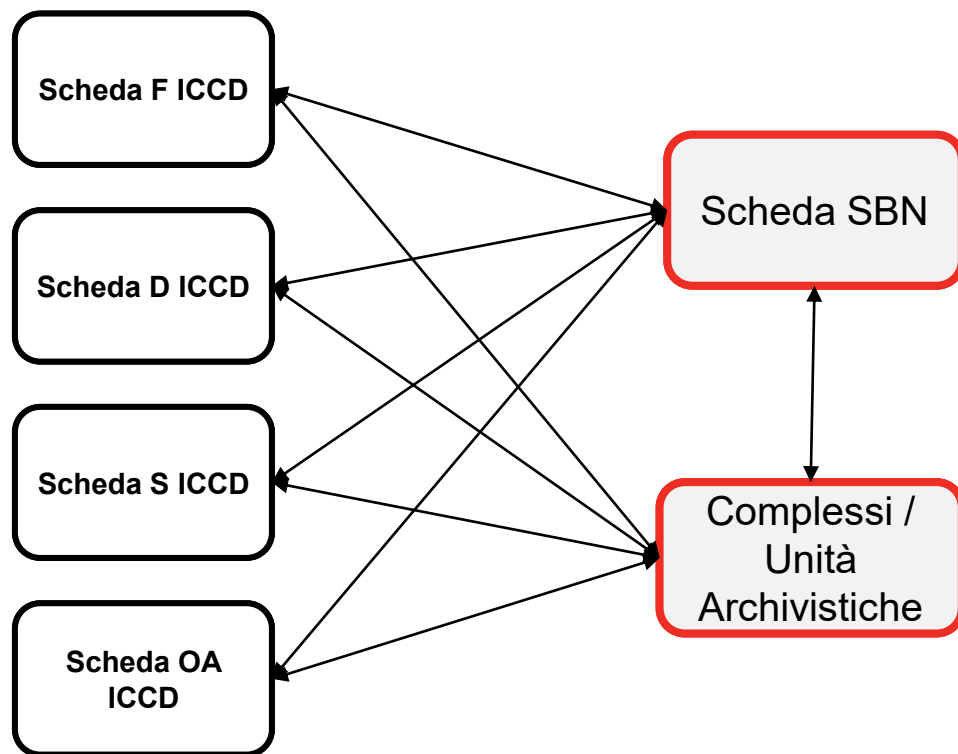 Scheda F ICCD
Scheda D ICCD
Scheda S ICCD
Scheda OA
ICCD
Scheda SBN
Complessi /
Unità
Archivistiche